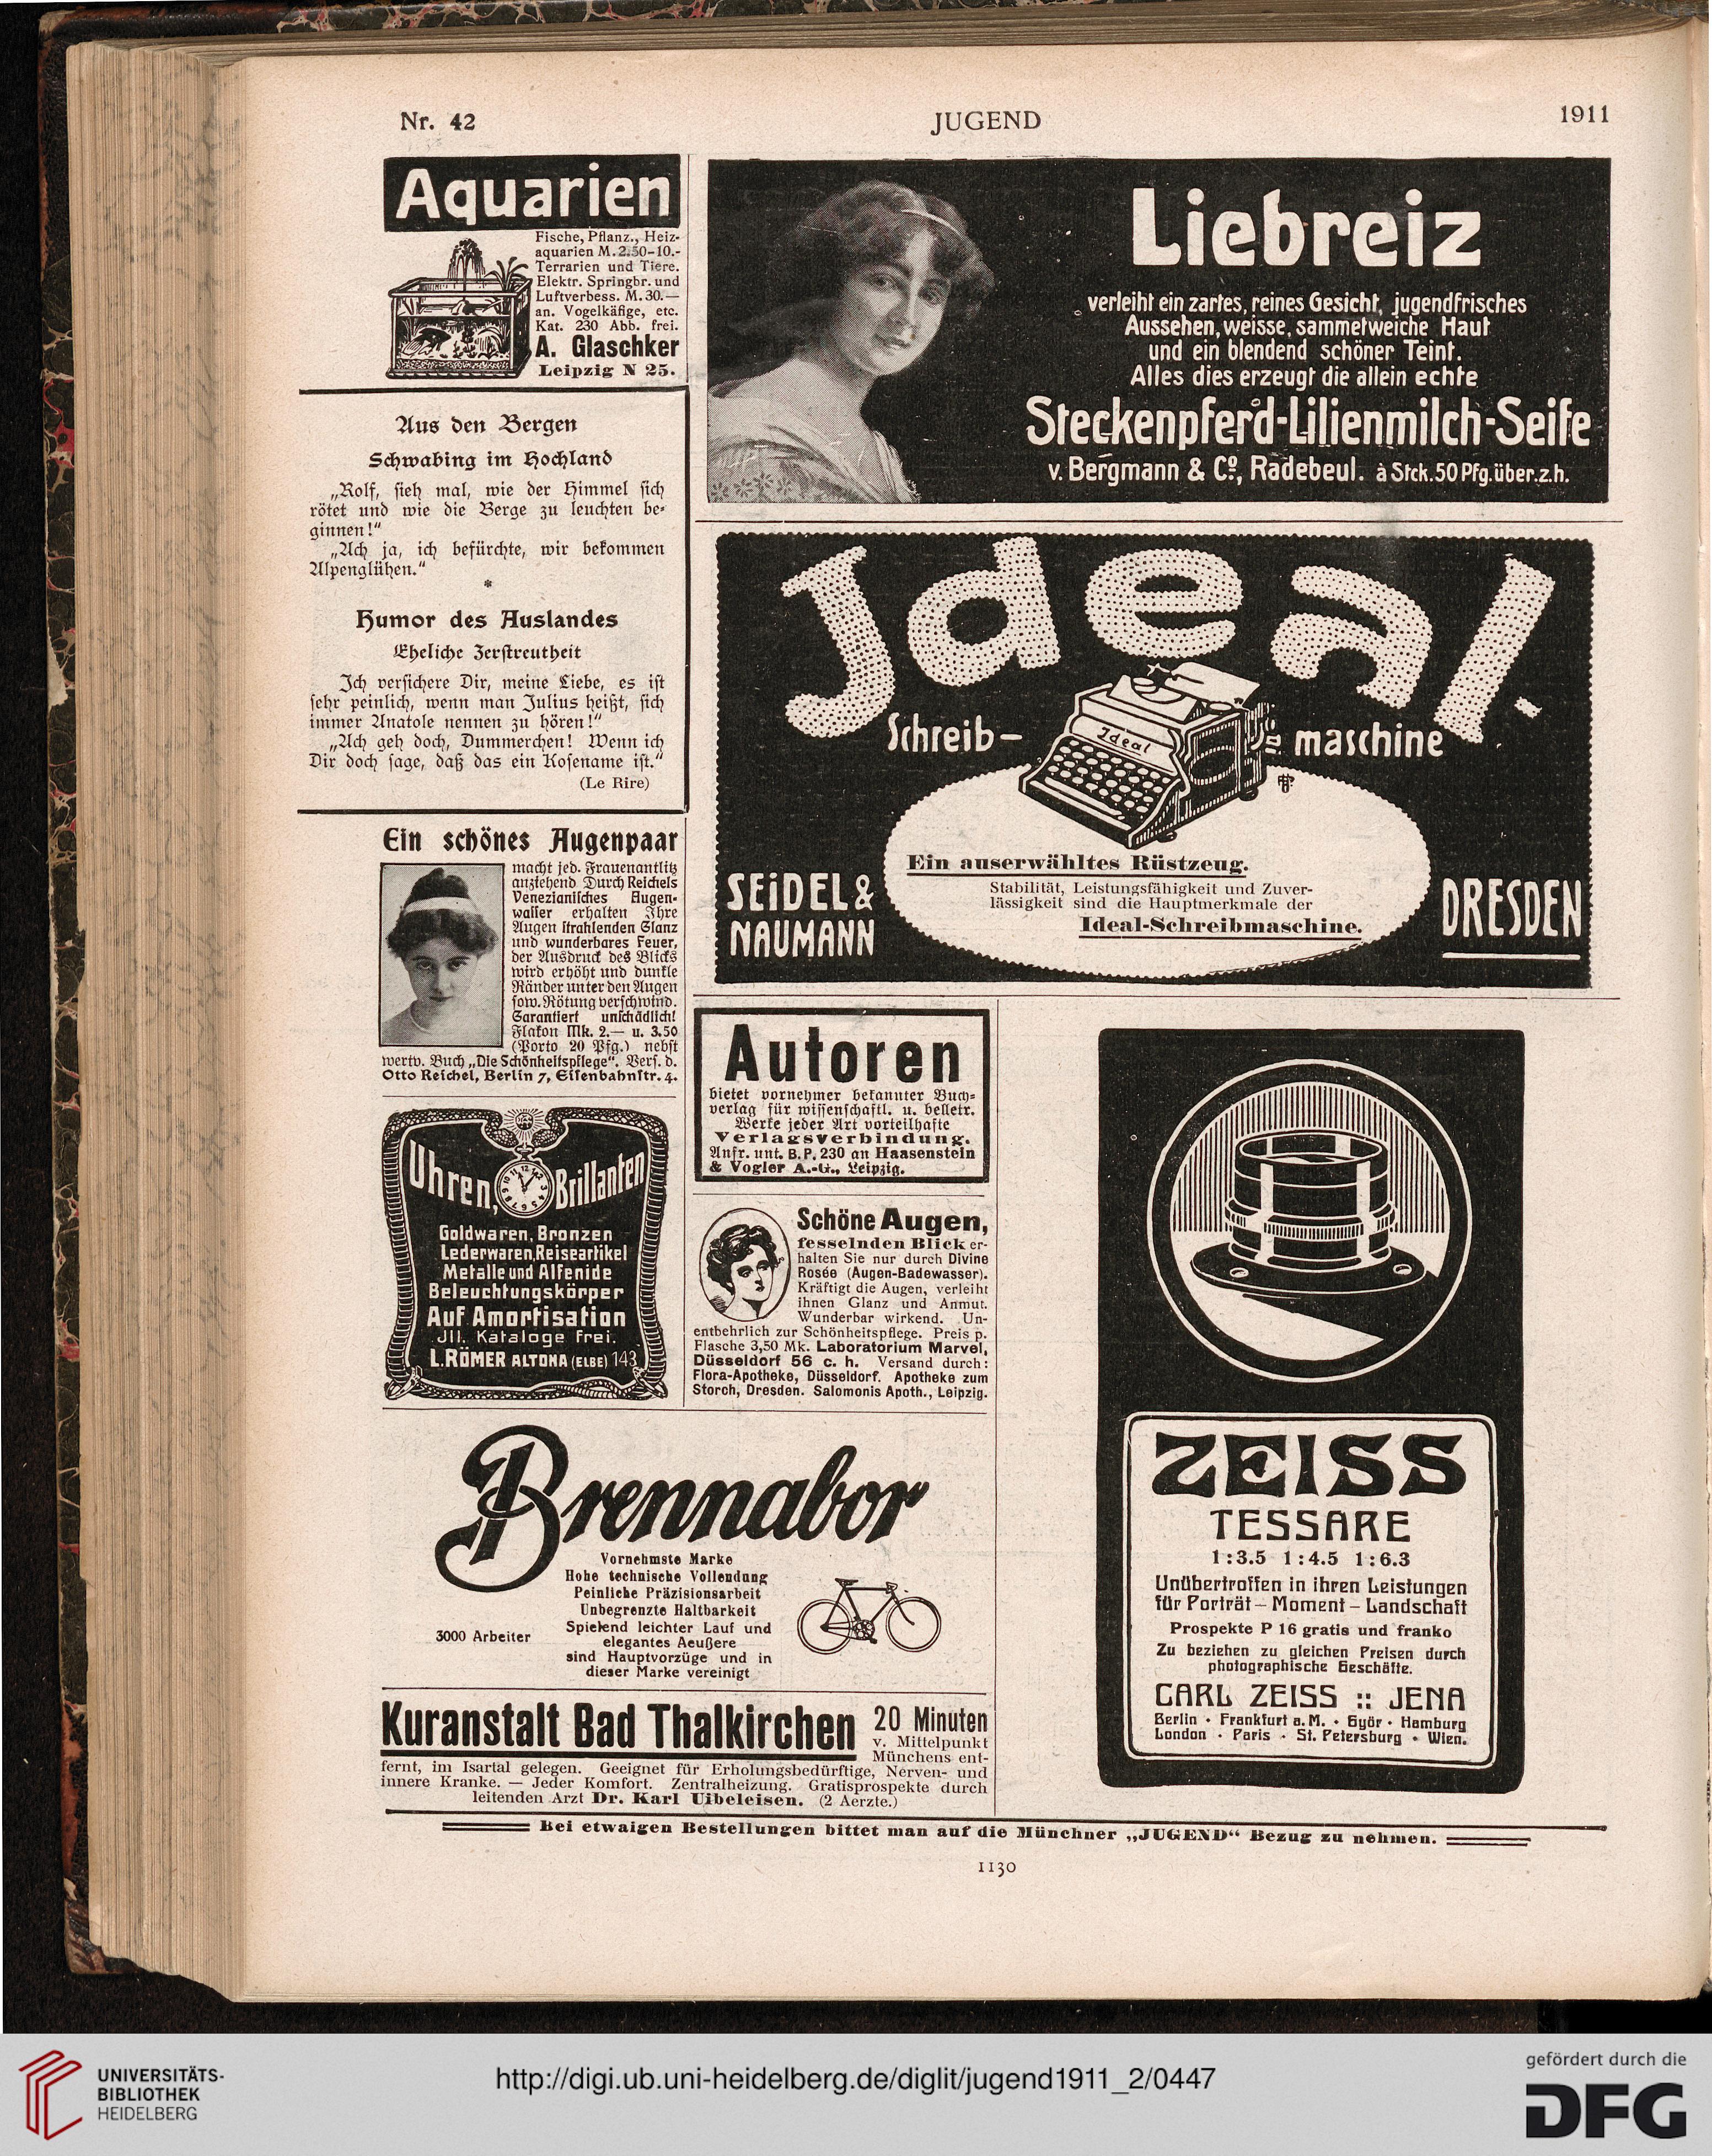 Nr. 42
JUGEND
1911
Aquarien
Fische, Pflanz., Heiz-
aquarien M. 2.50-10.-
Terrarien und Tiere.
Elektr. Springbr. und
Luftverbess. M. 30.—
an. Vogelkäfige, etc.
Kat. 230 Abb. frei.
A. Glaschker
Leipzig N 25.
Aus den Bergen
Schwabing im Hochland
„Rolf, sieh mal, wie der Himmel sich
rötet und wie die Berge zu leuchten be-
ginnen!“
„Ach ja, ich befürchte, wir bekommen
Alpenglühen.“
*
Humor des Auslandes
Eheliche Zerstreutheit
Ich versichere Dir, meine Liebe, es ist
sehr peinlich, wenn man Julius heißt, sich
immer Anatole nennen zu hören!“
„Ach geh doch, Dummerchen! Wenn ich
Dir doch sage, daß das ein Kosename ist.“
(Le Rire)
Ein schönes Augenpaar
macht jed. Frauenantlitz
anziehend Durch Reichels
Venezianisches Augen-
wasser erhalten Ihre
Augen strahlenden Glanz
und wunderbares Feuer,
der Ausdruck des Blicks
wird erhöht und dunkle
Ränder unter den Augen
sow. Rötung verschwind.
Garantiert unschädlich!
Flakon Mk. 2.— u. 3.50
(Porto 20 Pfg.) nebst
wertv. Buch „Die Schönheitspflege“. Vers. d.
Otto Reichel, Berlin 7, Eisenbahnstr. 4.
Uhren, Brillanten
Goldwaren, Bronzen
Lederwaren, Reiseartikel
Metalle und Alfenide
Beleuchtungskörper
Auf Amortisation
Jll. Kataloge frei.
L. RÖMER ALTONA (ELBE) 143
Liebreiz
verleiht ein zartes, reines Gesicht, jugendfrisches
Aussehen, weisse, sammetweiche Haut
und ein blendend schöner Teint.
Alles dies erzeugt die allein echte
Steckenpferd-Lilienmilch-Seife
v. Bergmann & Co., Radebeul. à Stck. 50 Pfg. über. z. h.
Jdeal
Schreib-maschine
Ideal
Ein auserwähltes Rüstzeug.
Stabilität, Leistungsfähigkeit und Zuver-
lässigkeit sind die Hauptmerkmale der
Ideal-Schreibmaschine.
SEiDEL &
NAUMANN
DRESDEN
Autoren
bietet vornehmer bekannter Buch-
verlag für wissenschaftl. u. belletr.
Werke jeder Art vorteilhafte
Verlagsverbindung.
Anfr. unt. B. P. 230 an Haasenstein
& Vogler A.-G., Leipzig.
Schöne Augen,
fesselnden Blick er-
halten Sie nur durch Divine
Rosée (Augen-Badewasser).
Kräftigt die Augen, verleiht
ihnen Glanz und Anmut.
Wunderbar wirkend. Un-
entbehrlich zur Schönheitspflege. Preis p.
Flasche 3,50 Mk. Laboratorium Marvel,
Düsseldorf 56 c. h. Versand durch:
Flora-Apotheke, Düsseldorf. Apotheke zum
Storch, Dresden. Salomonis Apoth., Leipzig.
Brennabor
Vornehmste Marke
Hohe technische Vollendung
Peinliche Präzisionsarbeit
Unbegrenzte Haltbarkeit
Spielend leichter Lauf und
elegantes Aeußere
sind Hauptvorzüge und in
dieser Marke vereinigt
3000 Arbeiter
Kuranstalt Bad Thalkirchen 20 Minuten
v. Mittelpunkt
Münchens ent-
fernt, im Isartal gelegen. Geeignet für Erholungsbedürftige, Nerven- und
innere Kranke. — Jeder Komfort. Zentralheizung. Gratisprospekte durch
leitenden Arzt Dr. Karl Uibeleisen. (2 Aerzte.)
ZEISS
TESSARE
1:3.5 1:4.5 1:6.3
Unübertroffen in ihren Leistungen
für Porträt – Moment – Landschaft
Prospekte P 16 gratis und franko
Zu beziehen zu gleichen Preisen durch
photographische Geschäfte.
CARL ZEISS :: JENA
Berlin • Frankfurt a. M. • Györ • Hamburg
London • Paris • St. Petersburg • Wien.
Bei etwaigen Bestellungen bittet man auf die Münchner „JUGEND“ Bezug zu nehmen.
1130
UNIVERSITÄTS-
BIBLIOTHEK
HEIDELBERG
http://digi.ub.uni-heidelberg.de/diglit/jugend1911_2/0447
gefördert durch die
DFG